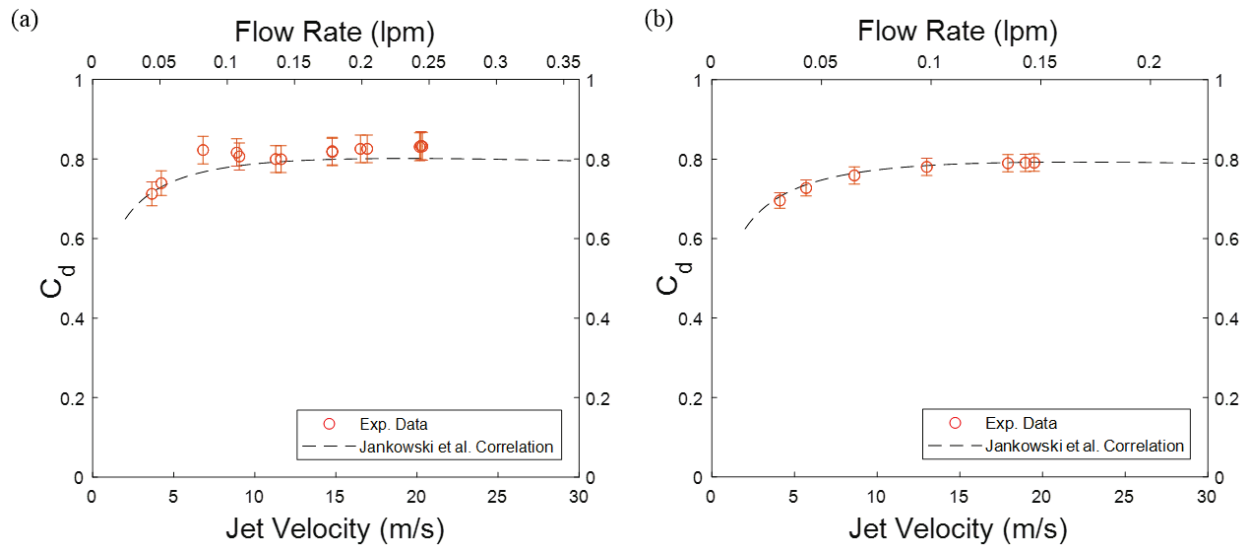 (a)
Flow Rate (lpm)
0 0.05 0.1 0.15 0.2 0.25 0.3 0.35
1 1
0.8 0.8
0.6 0.6
0.4 0.4
0.2 0.2
0 0
C_d
Exp. Data
Jankowski et al. Correlation
0 5 10 15 20 25 30
Jet Velocity (m/s)
(b)
Flow Rate (lpm)
0 0.05 0.1 0.15 0.2
1 1
0.8 0.8
0.6 0.6
0.4 0.4
0.2 0.2
0 0
C_d
Exp. Data
Jankowski et al. Correlation
0 5 10 15 20 25 30
Jet Velocity (m/s)